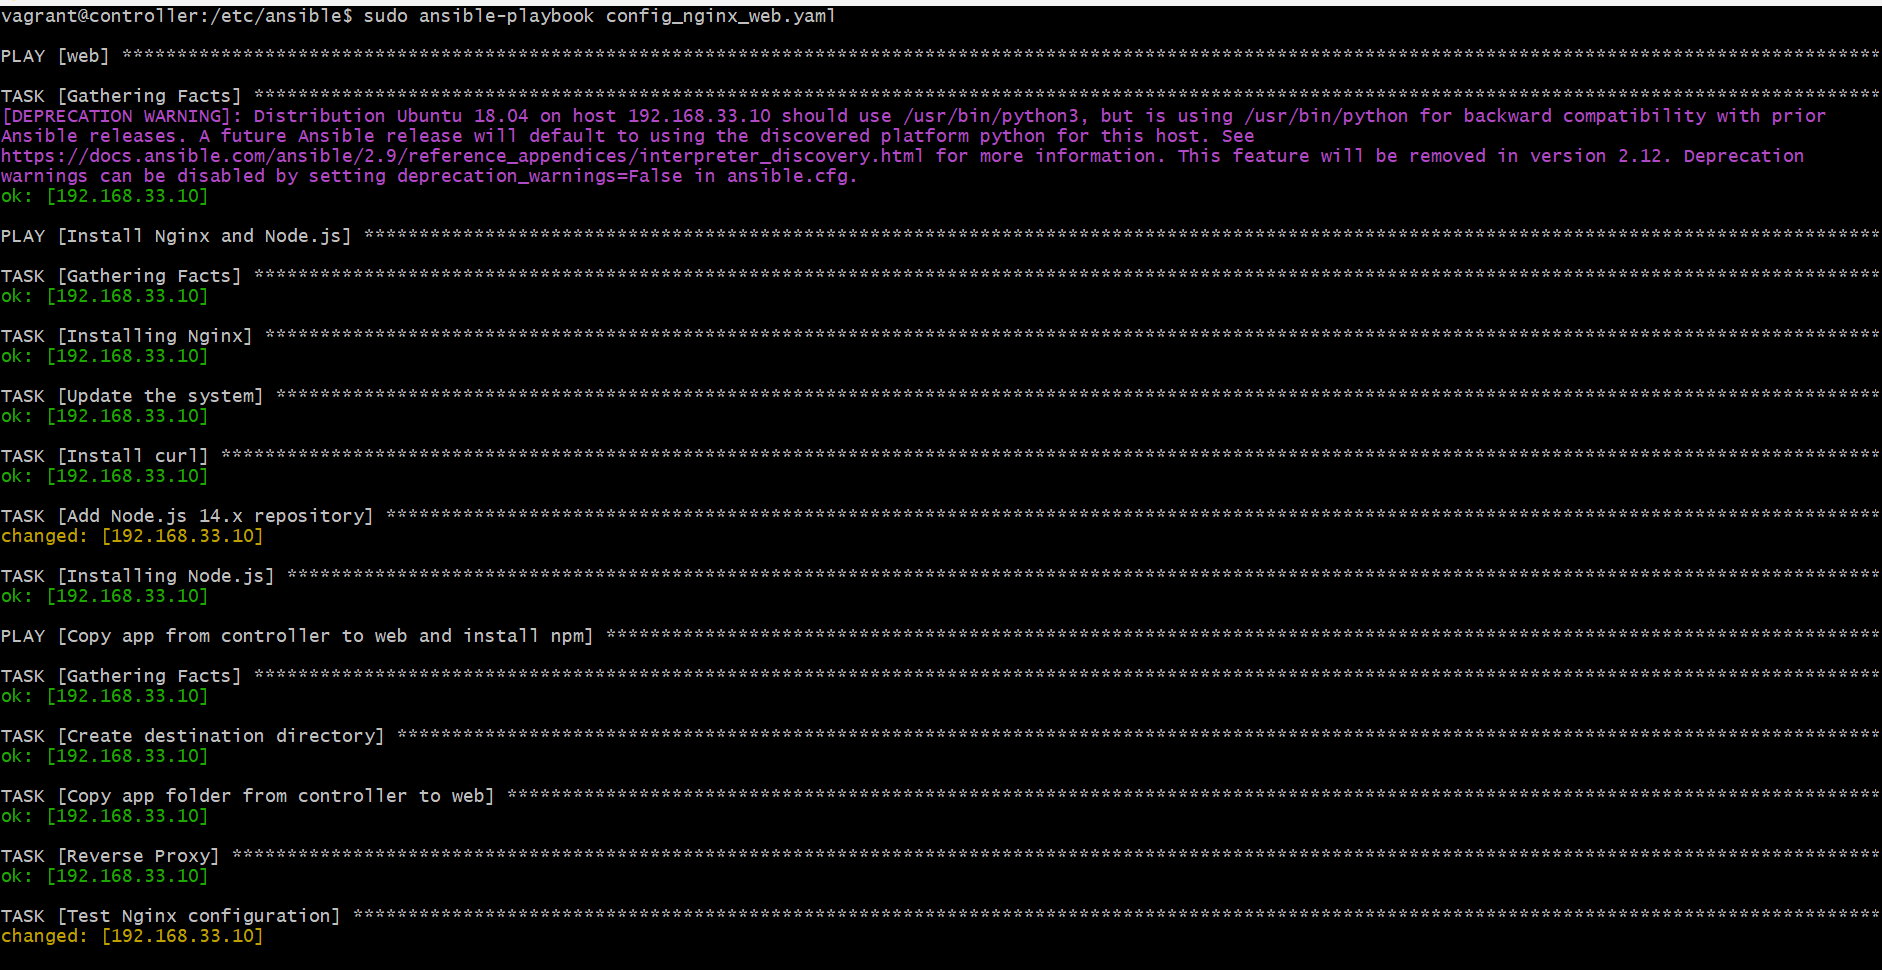 vagrant@controller:/etc/ansible$ sudo ansible-playbook config_nginx_web.yaml
PLAY [web] ****************************************************************************************************************************************************************
TASK [Gathering Facts] ****************************************************************************************************************************************************
[DEPRECATION WARNING]: Distribution Ubuntu 18.04 on host 192.168.33.10 should use /usr/bin/python3, but is using /usr/bin/python for backward compatibility with prior
Ansible releases. A future Ansible release will default to using the discovered platform python for this host. See
https://docs.ansible.com/ansible/2.9/reference_appendices/interpreter_discovery.html for more information. This feature will be removed in version 2.12. Deprecation
warnings can be disabled by setting deprecation_warnings=False in ansible.cfg.
ok: [192.168.33.10]
PLAY [Install Nginx and Node.js] ******************************************************************************************************************************************
TASK [Gathering Facts] ****************************************************************************************************************************************************
ok: [192.168.33.10]
TASK [Installing Nginx] ***************************************************************************************************************************************************
ok: [192.168.33.10]
TASK [Update the system] **************************************************************************************************************************************************
ok: [192.168.33.10]
TASK [Install curl] *******************************************************************************************************************************************************
ok: [192.168.33.10]
TASK [Add Node.js 14.x repository] ****************************************************************************************************************************************
changed: [192.168.33.10]
TASK [Installing Node.js] *************************************************************************************************************************************************
ok: [192.168.33.10]
PLAY [Copy app from controller to web and install npm] ********************************************************************************************************************
TASK [Gathering Facts] ****************************************************************************************************************************************************
ok: [192.168.33.10]
TASK [Create destination directory] ***************************************************************************************************************************************
ok: [192.168.33.10]
TASK [Copy app folder from controller to web] *****************************************************************************************************************************
ok: [192.168.33.10]
TASK [Reverse Proxy] ******************************************************************************************************************************************************
ok: [192.168.33.10]
TASK [Test Nginx configuration] *******************************************************************************************************************************************
changed: [192.168.33.10]